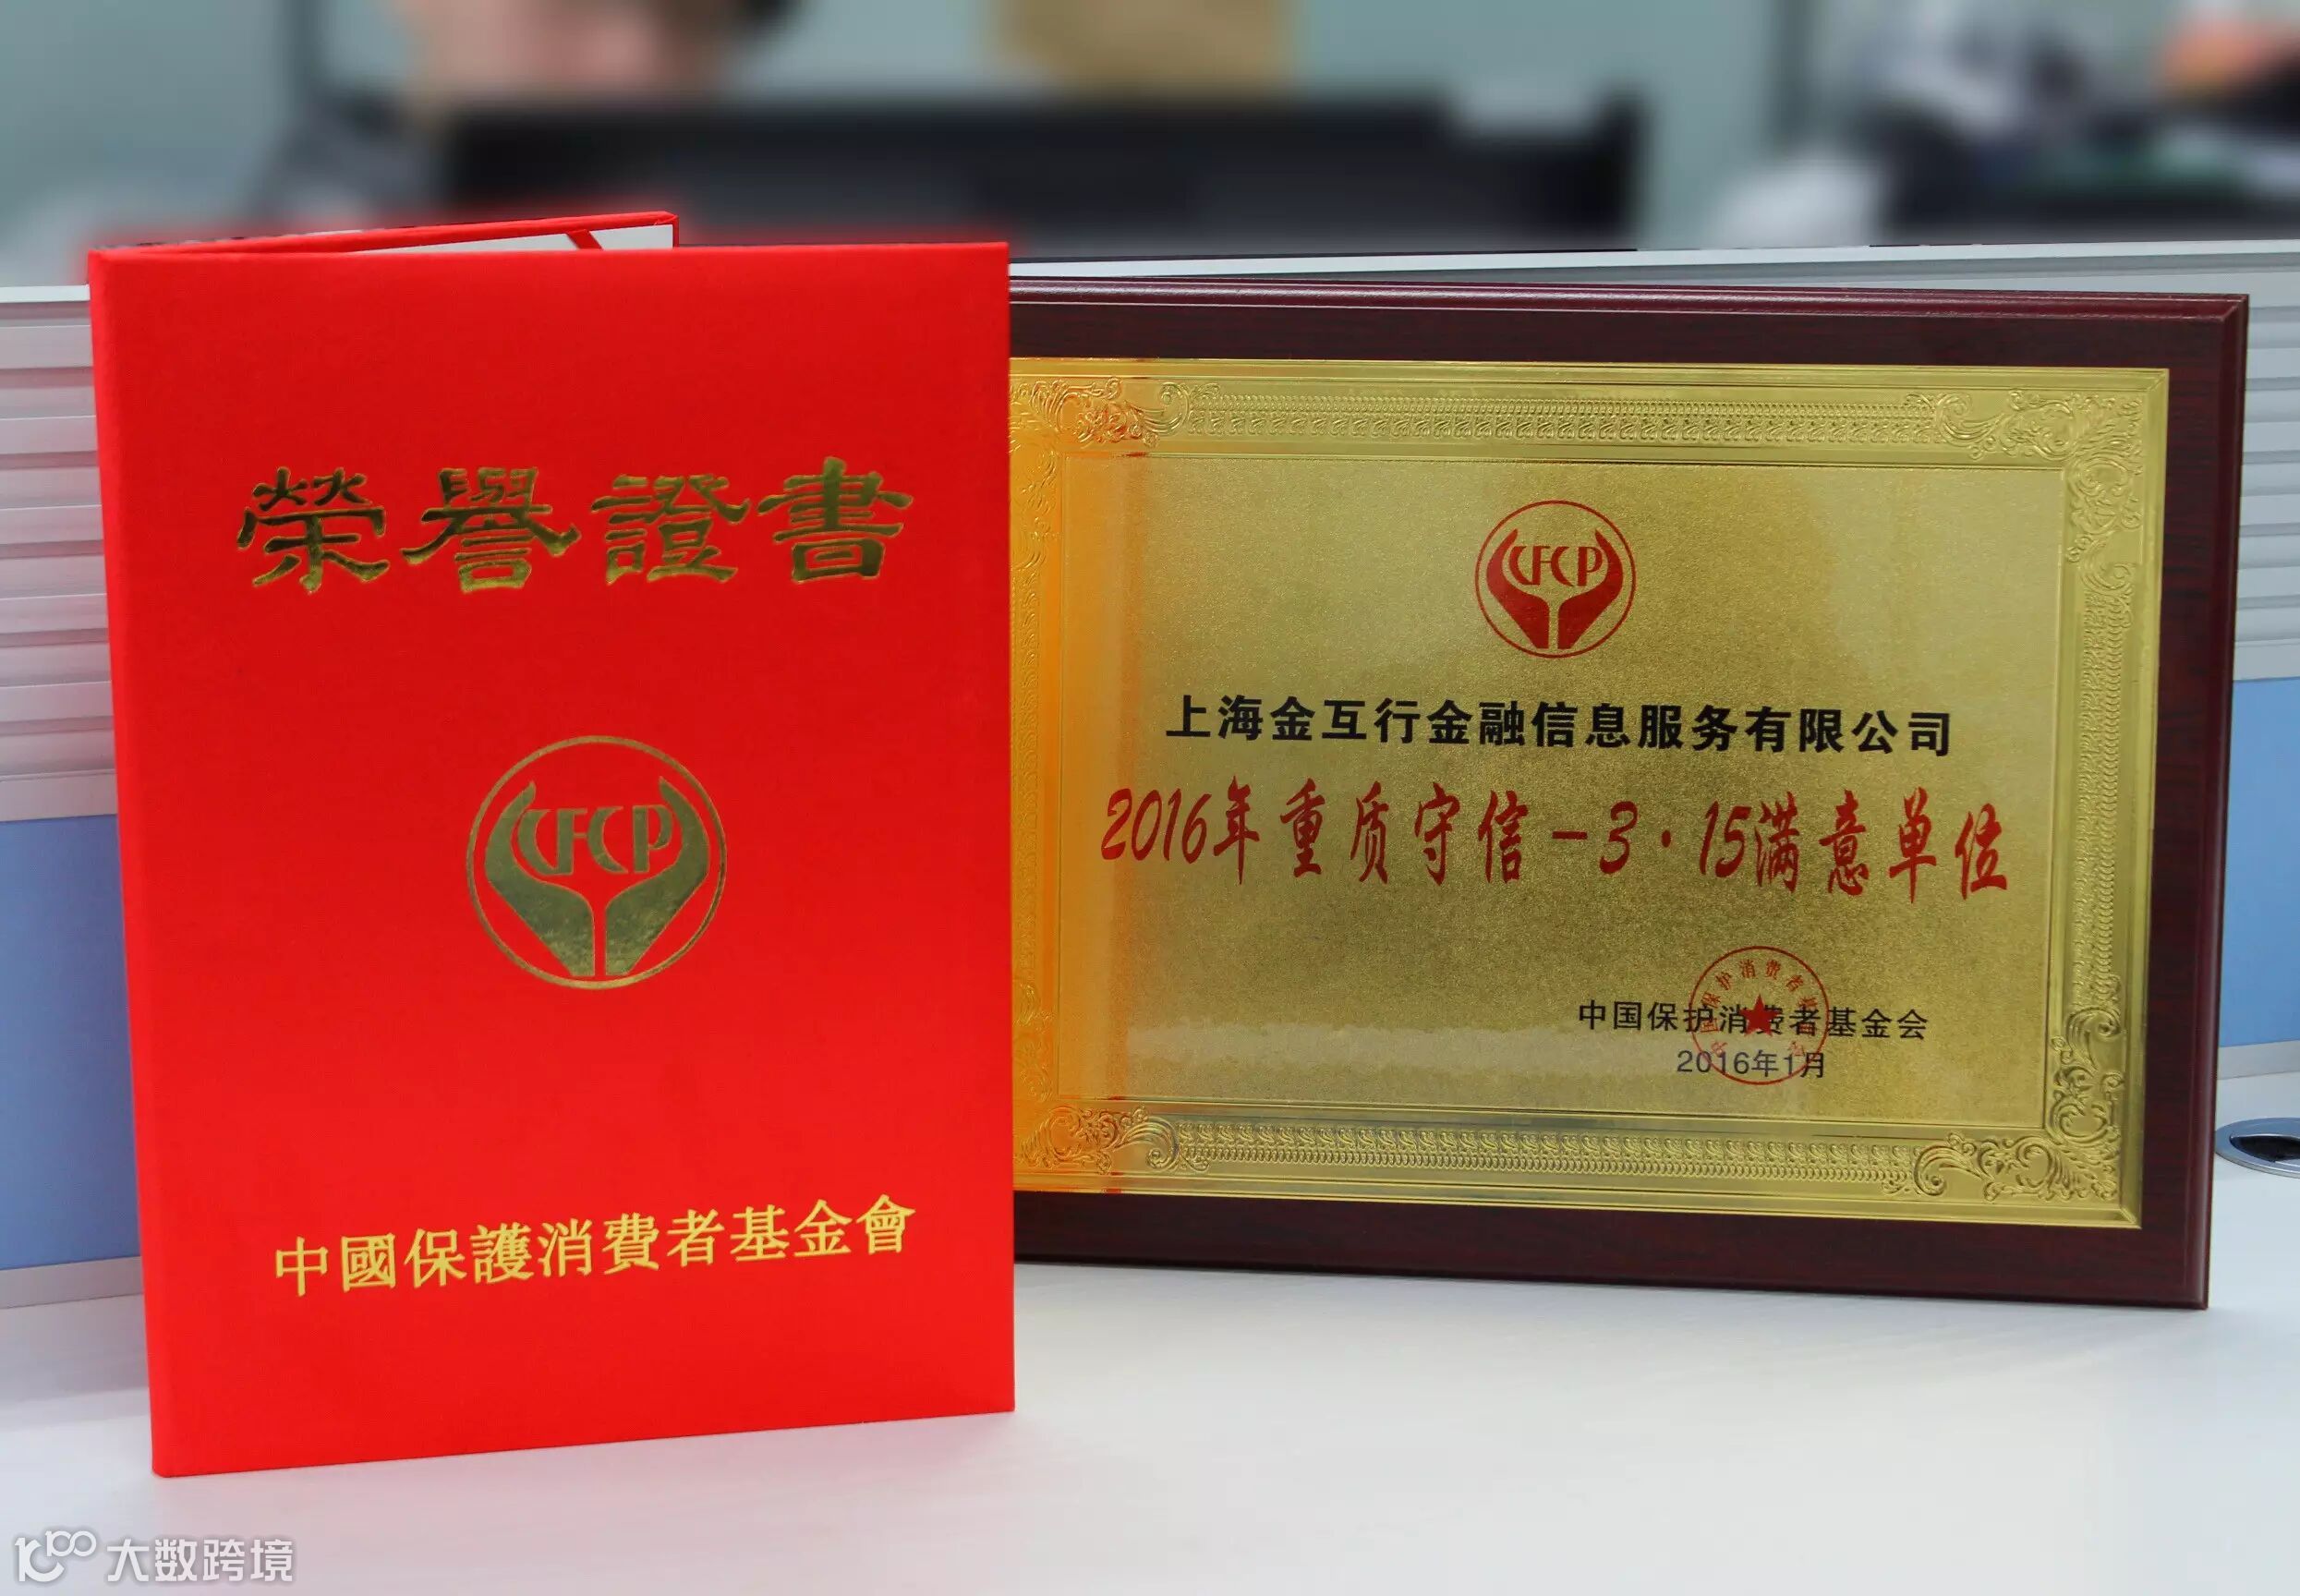 榮譽證書
CFCP
中國保護消費者基金會
CFCP
上海金互行金融信息服务有限公司
2016年重质守信-3·15满意单位
中国保护消费者基金会
2016年1月
大数跨境